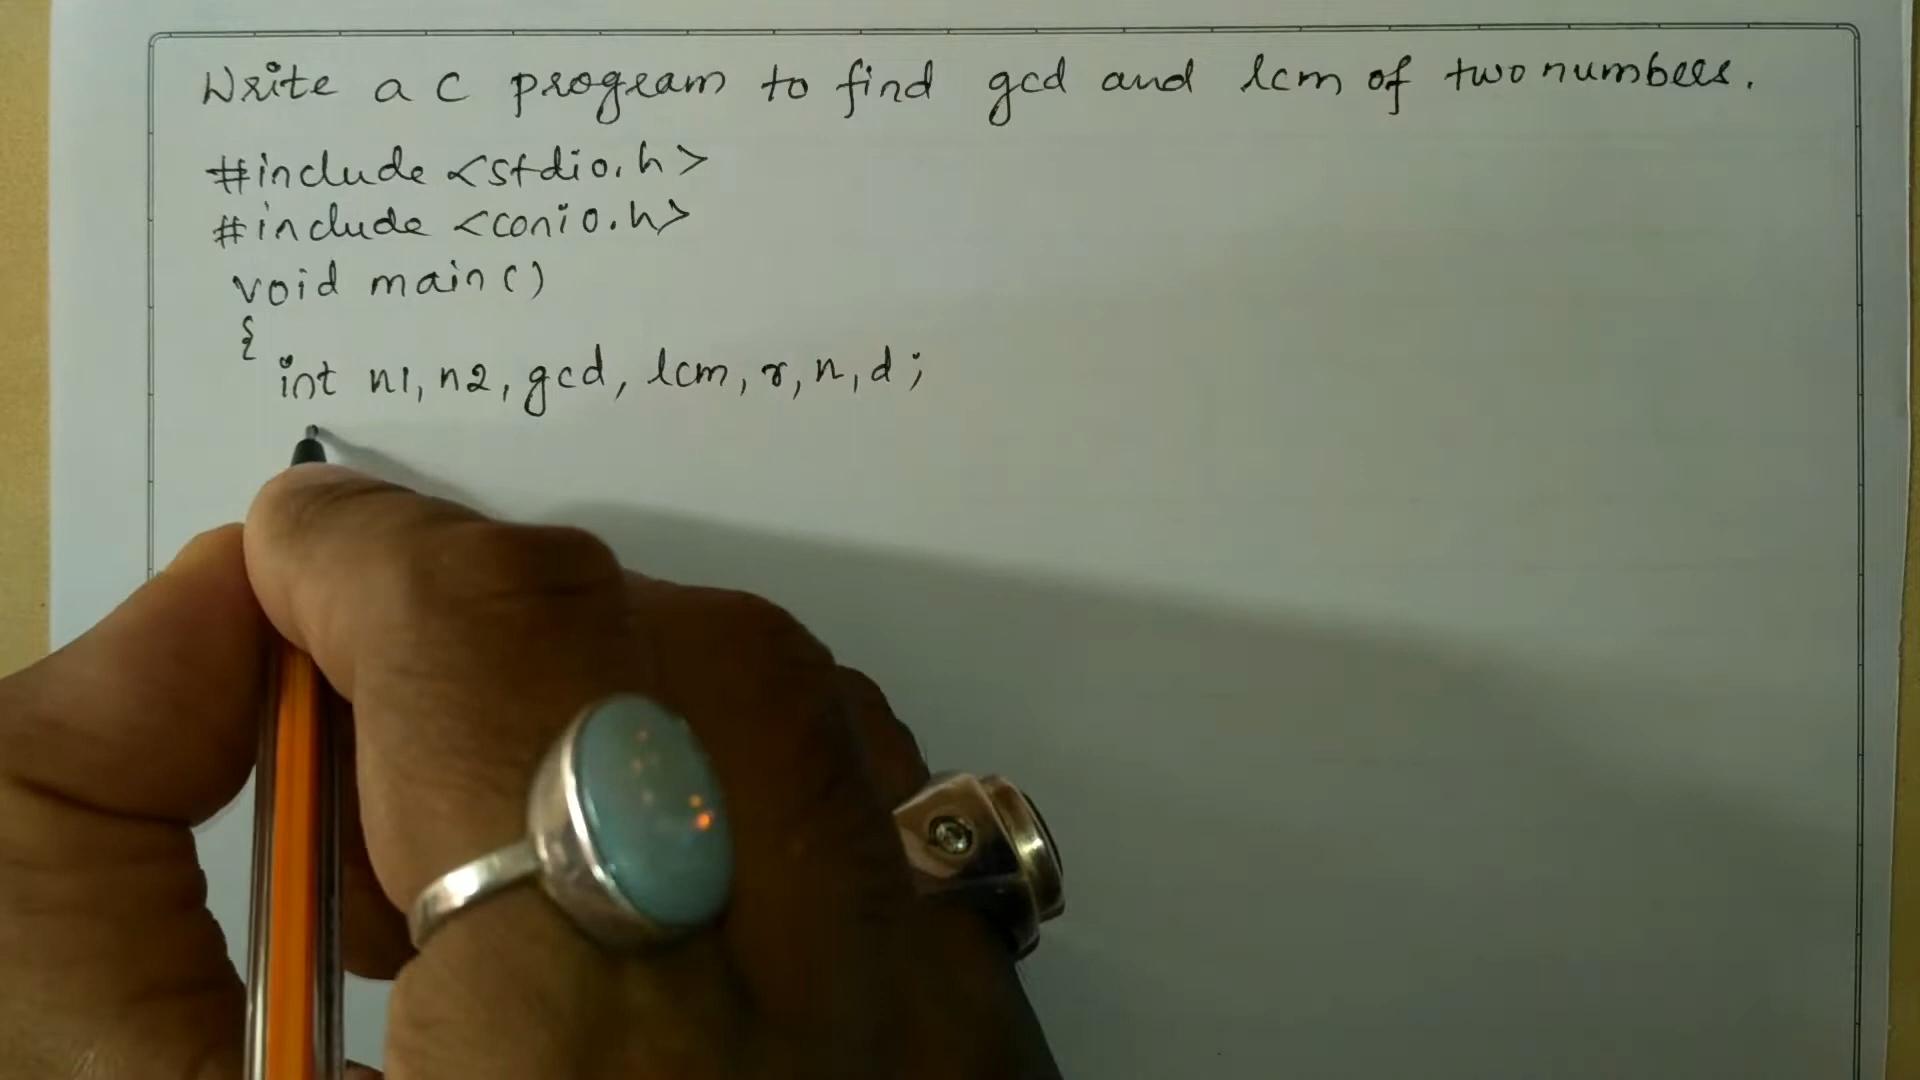 Write a c program to find gcd and lcm of two numbers.
#include <stdio.h>
#include <conio.h>
void main()
{
int n1, n2, gcd, lcm, r, n, d;